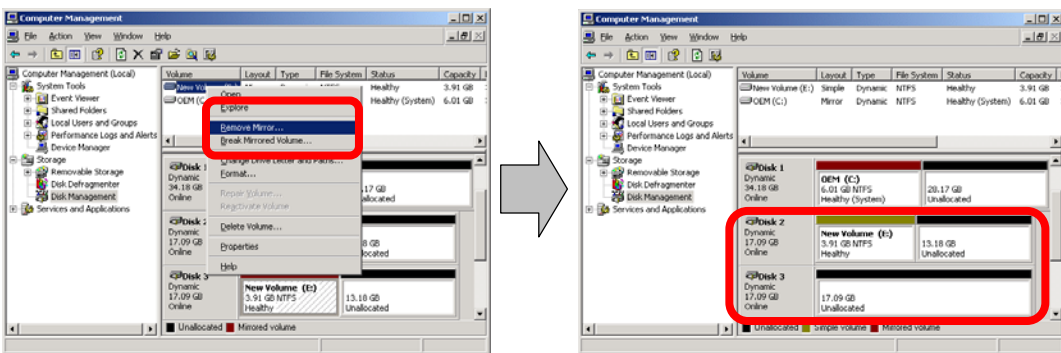 Computer Management
File Action View Window Help
Computer Management (Local)
System Tools
Event Viewer
Shared Folders
Local Users and Groups
Performance Logs and Alerts
Device Manager
Storage
Removable Storage
Disk Defragmenter
Disk Management
Services and Applications
Volume Layout Type File System Status Capacity
New Vol Healthy 3.91 GB
OEM (C Healthy (System) 6.01 GB
Open
Explore
Remove Mirror...
Break Mirrored Volume...
Change Drive Letter and Paths...
Format...
Repair Volume...
Reactivate Volume
Delete Volume...
Properties
Help
Disk 1
Dynamic
34.18 GB
Online
.17 GB
allocated
Disk 2
Dynamic
17.09 GB
Online
8 GB
located
Disk 3
Dynamic
17.09 GB
Online
New Volume (E:)
3.91 GB NTFS
Healthy
13.18 GB
Unallocated
Unallocated Mirrored volume
Computer Management
File Action View Window Help
Computer Management (Local)
System Tools
Event Viewer
Shared Folders
Local Users and Groups
Performance Logs and Alerts
Device Manager
Storage
Removable Storage
Disk Defragmenter
Disk Management
Services and Applications
Volume Layout Type File System Status Capacity
New Volume (E:) Simple Dynamic NTFS Healthy 3.91 GB
OEM (C:) Mirror Dynamic NTFS Healthy (System) 6.01 GB
Disk 1
Dynamic
34.18 GB
Online
OEM (C:)
6.01 GB NTFS
Healthy (System)
28.17 GB
Unallocated
Disk 2
Dynamic
17.09 GB
Online
New Volume (E:)
3.91 GB NTFS
Healthy
13.18 GB
Unallocated
Disk 3
Dynamic
17.09 GB
Online
17.09 GB
Unallocated
Unallocated Simple volume Mirrored volume